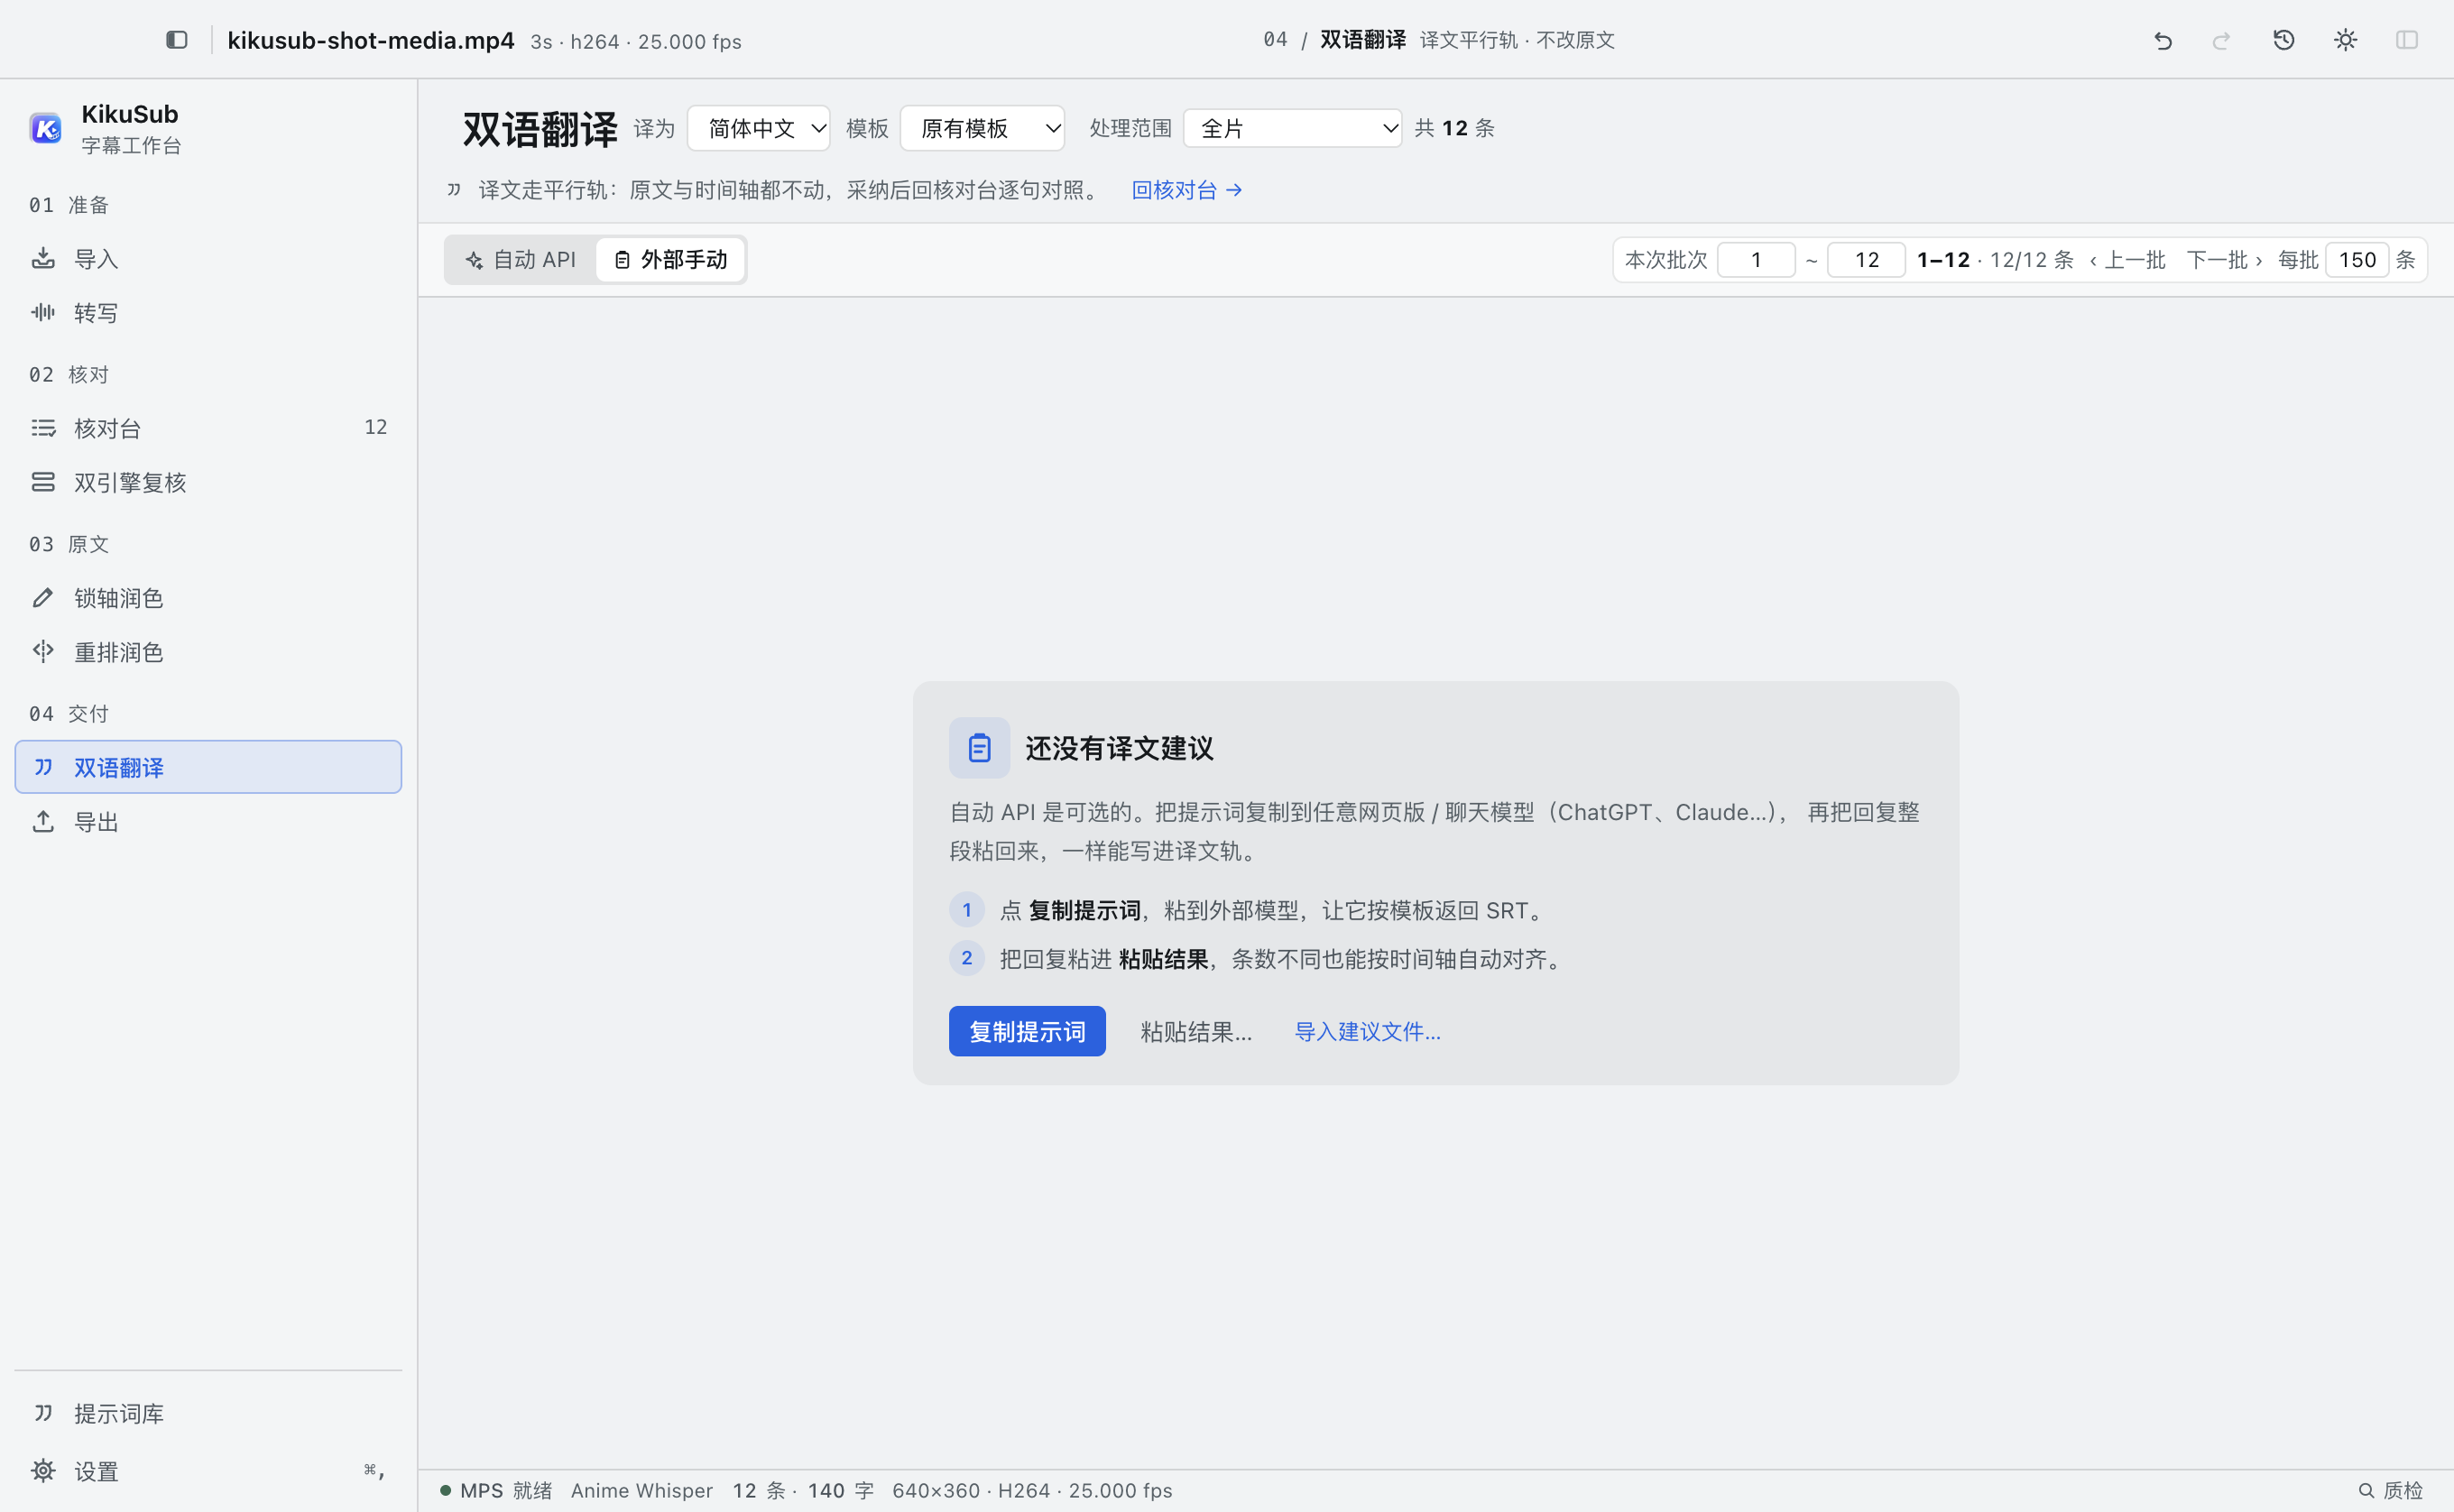 kikusub-shot-media.mp4 3s · h264 · 25.000 fps
04 / 双语翻译 译文平行轨 · 不改原文
KikuSub
字幕工作台
01 准备
导入
转写
02 核对
核对台 12
双引擎复核
03 原文
锁轴润色
重排润色
04 交付
双语翻译
导出
提示词库
设置 ⌘,
双语翻译 译为 简体中文 模板 原有模板 处理范围 全片 共 12 条
译文走平行轨：原文与时间轴都不动，采纳后回核对台逐句对照。 回核对台 →
自动 API 外部手动
本次批次 1 ~ 12 1–12 · 12/12 条 ‹ 上一批 下一批 › 每批 150 条
还没有译文建议
自动 API 是可选的。把提示词复制到任意网页版 / 聊天模型（ChatGPT、Claude…）， 再把回复整
段粘回来，一样能写进译文轨。
1 点 复制提示词，粘到外部模型，让它按模板返回 SRT。
2 把回复粘进 粘贴结果，条数不同也能按时间轴自动对齐。
复制提示词 粘贴结果… 导入建议文件…
MPS 就绪 Anime Whisper 12 条 · 140 字 640×360 · H264 · 25.000 fps
质检